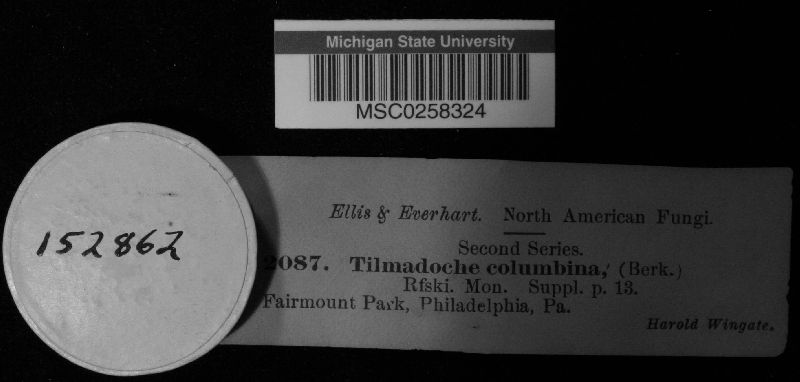 Michigan State University
MSC0258324
152862
Ellis & Everhart. North American Fungi.
Second Series.
2087. Tilmadoche columbina, (Berk.)
Rfski. Mon. Suppl. p. 13.
Fairmount Park, Philadelphia, Pa.
Harold Wingate.